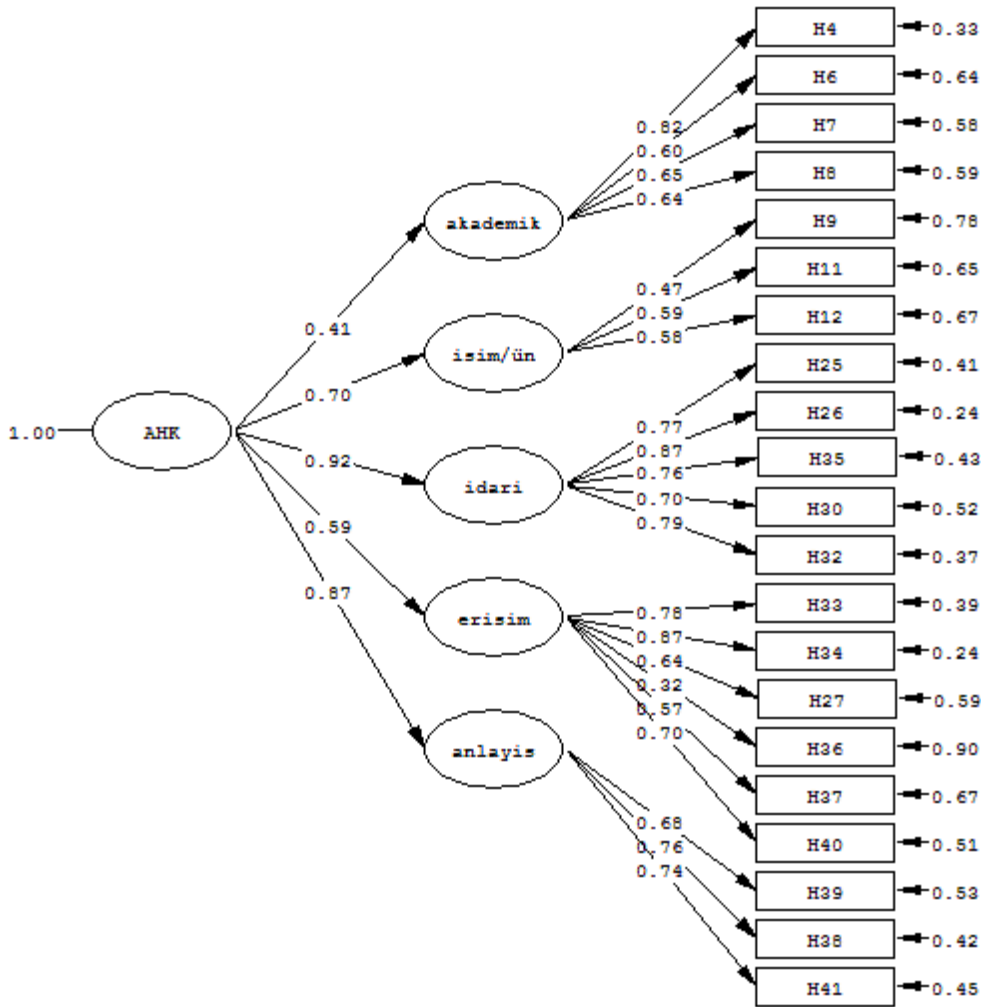 H4 0.33
H6 0.64
0.82 H7 0.58
0.60
0.65 H8 0.59
0.64
akademik H9 0.78
0.47 H11 0.65
0.59
0.41 0.58 H12 0.67
isim/ün H25 0.41
0.70
H26 0.24
1.00 AHK 0.77
0.87 H35 0.43
0.92 0.76
idari 0.70 H30 0.52
0.59 0.79
H32 0.37
0.87 0.78 H33 0.39
erisim 0.87 H34 0.24
0.64
0.32 H27 0.59
0.57
0.70 H36 0.90
anlayis
H37 0.67
0.68 H40 0.51
0.76
0.74 H39 0.53
H38 0.42
H41 0.45